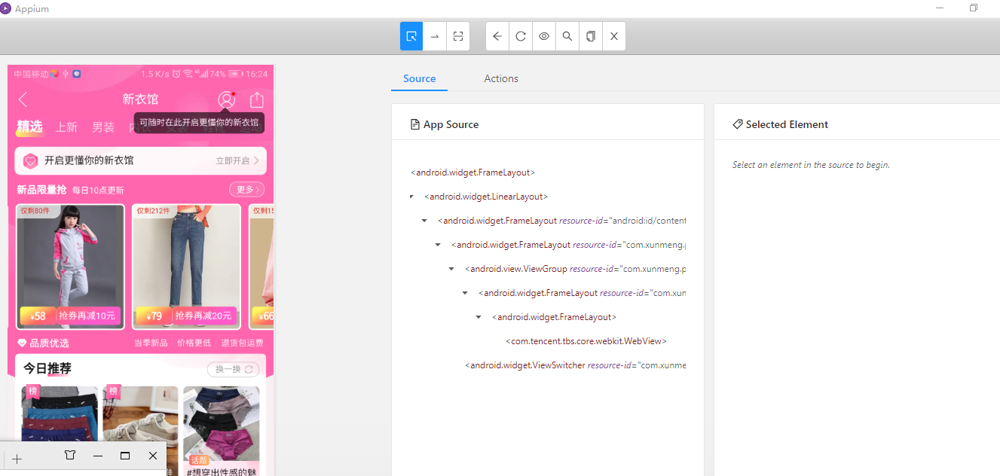 Appium
中国移动
1.5 K/s
74%
16:24
新衣馆
可随时在此开启更懂你的新衣馆
精选 上新 男装
开启更懂你的新衣馆 立即开启
新品限量抢 每日10点更新 更多
仅剩80件 仅剩212件
¥58 抢券再减10元 ¥79 抢券再减20元 ¥66
品质优选 当季新品 价格更低 退货包运费
今日推荐 换一换
榜 榜
话题
#想穿出性感的魅
Source Actions
App Source
<android.widget.FrameLayout>
<android.widget.LinearLayout>
<android.widget.FrameLayout resource-id="android:id/content
<android.widget.FrameLayout resource-id="com.xunmeng.p
<android.view.ViewGroup resource-id="com.xunmeng.p
<android.widget.FrameLayout resource-id="com.xun
<android.widget.FrameLayout>
<com.tencent.tbs.core.webkit.WebView>
<android.widget.ViewSwitcher resource-id="com.xunme
Selected Element
Select an element in the source to begin.